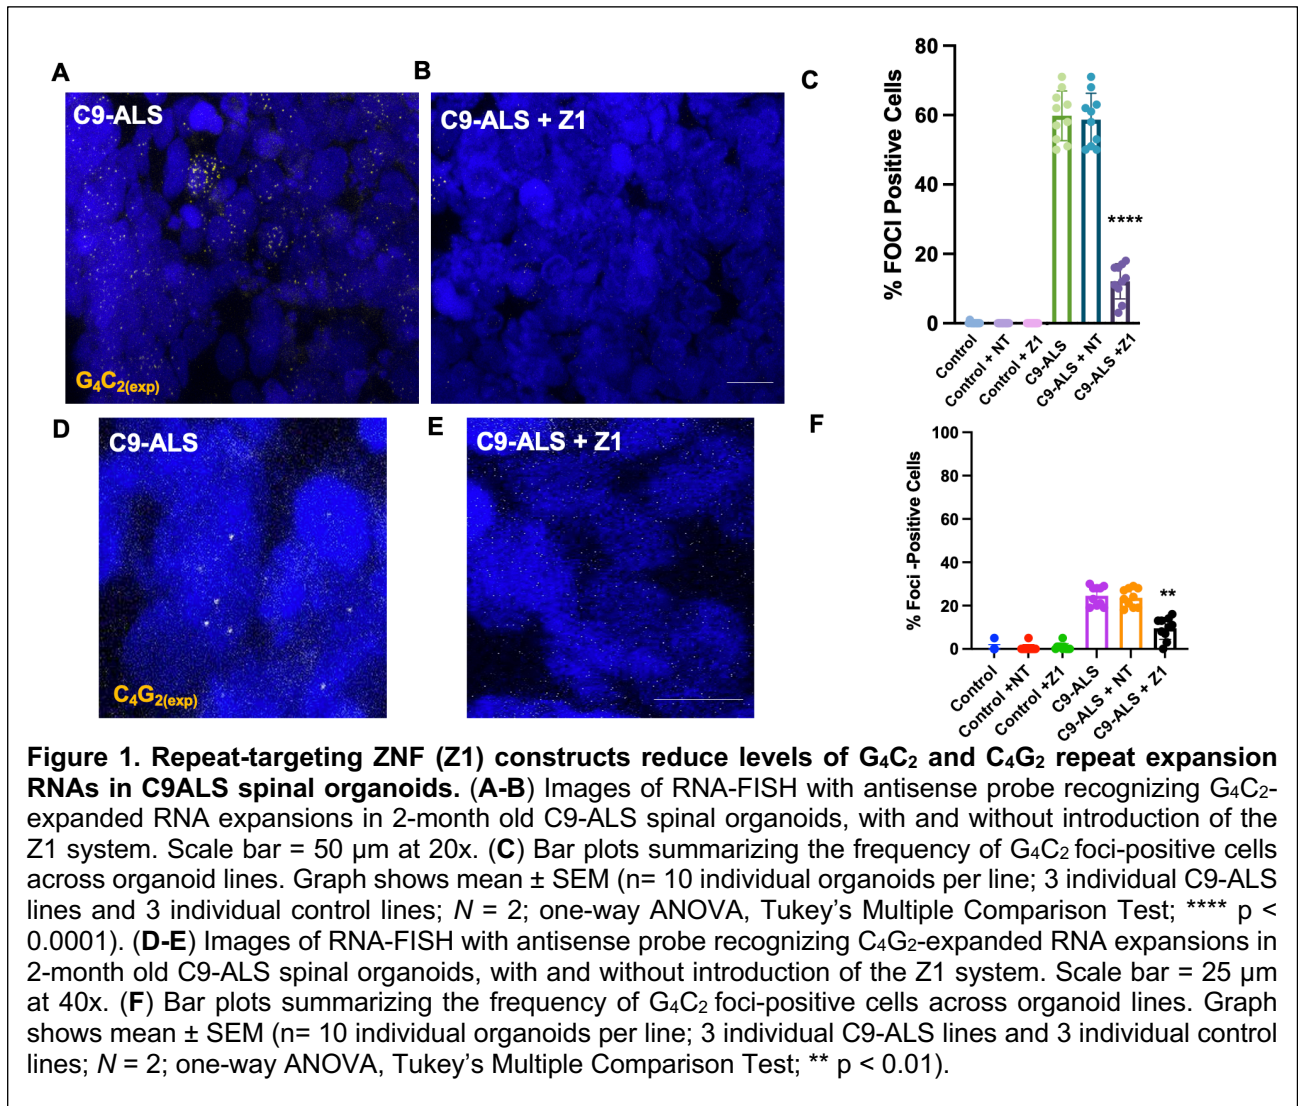 A
C9-ALS
G₄C₂(exp)
B
C9-ALS + Z1
C
% FOCI Positive Cells
80
60
40
20
0
****
Control
Control + NT
Control + Z1
C9-ALS
C9-ALS + NT
C9-ALS +Z1
D
C9-ALS
C₄G₂(exp)
E
C9-ALS + Z1
F
% Foci -Positive Cells
100
80
60
40
20
0
**
Control
Control +NT
Control +Z1
C9-ALS
C9-ALS + NT
C9-ALS + Z1
Figure 1. Repeat-targeting ZNF (Z1) constructs reduce levels of G₄C₂ and C₄G₂ repeat expansion
RNAs in C9ALS spinal organoids. (A-B) Images of RNA-FISH with antisense probe recognizing G₄C₂-
expanded RNA expansions in 2-month old C9-ALS spinal organoids, with and without introduction of the
Z1 system. Scale bar = 50 µm at 20x. (C) Bar plots summarizing the frequency of G₄C₂ foci-positive cells
across organoid lines. Graph shows mean ± SEM (n= 10 individual organoids per line; 3 individual C9-ALS
lines and 3 individual control lines; N = 2; one-way ANOVA, Tukey's Multiple Comparison Test; **** p <
0.0001). (D-E) Images of RNA-FISH with antisense probe recognizing C₄G₂-expanded RNA expansions in
2-month old C9-ALS spinal organoids, with and without introduction of the Z1 system. Scale bar = 25 µm
at 40x. (F) Bar plots summarizing the frequency of G₄C₂ foci-positive cells across organoid lines. Graph
shows mean ± SEM (n= 10 individual organoids per line; 3 individual C9-ALS lines and 3 individual control
lines; N = 2; one-way ANOVA, Tukey's Multiple Comparison Test; ** p < 0.01).